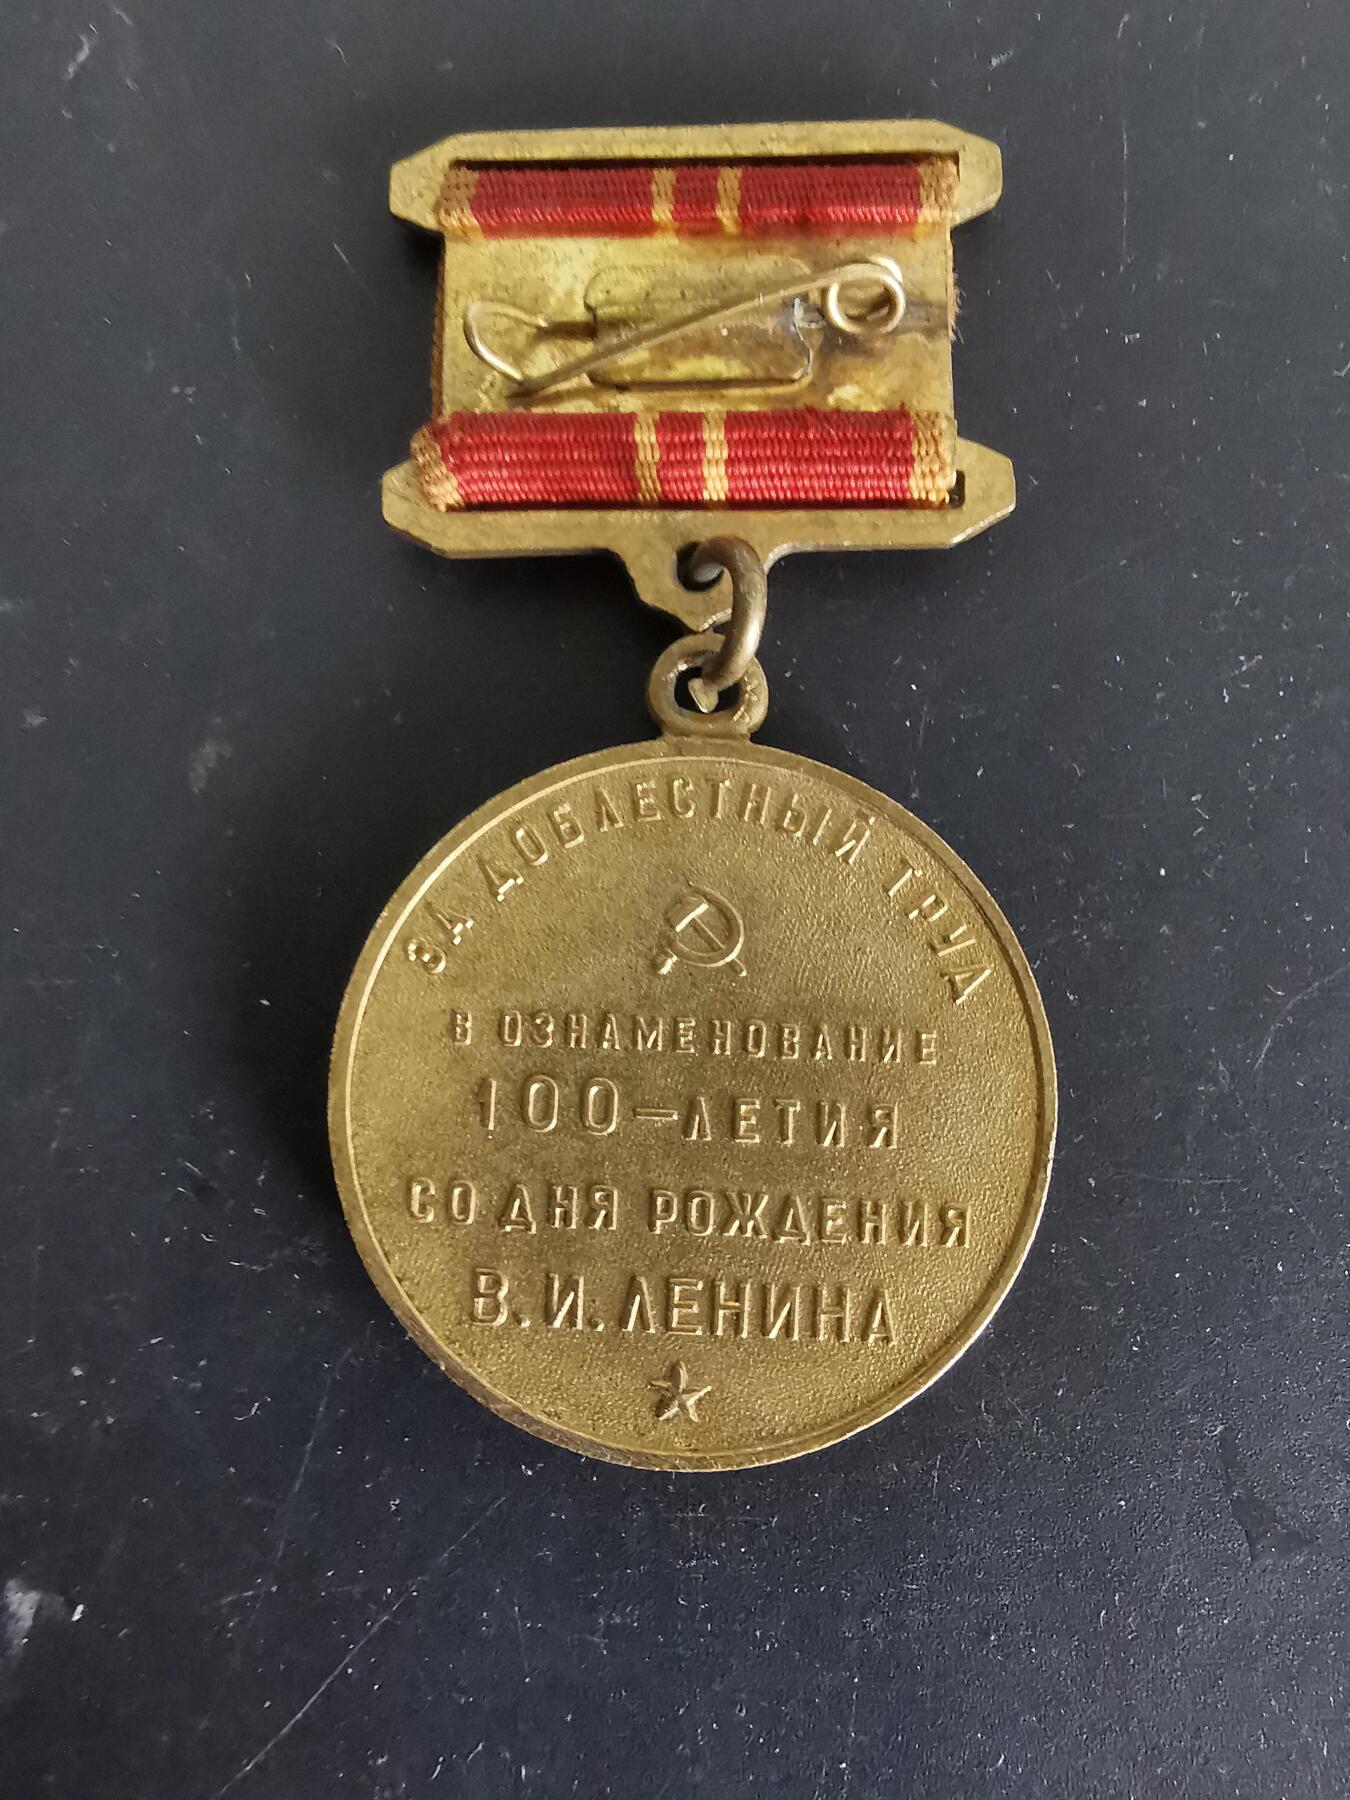 ЗА ДОБЛЕСТНЫЙ ТРУД
В ОЗНАМЕНОВАНИЕ
100-ЛЕТИЯ
СО ДНЯ РОЖДЕНИЯ
В. И. ЛЕНИНА